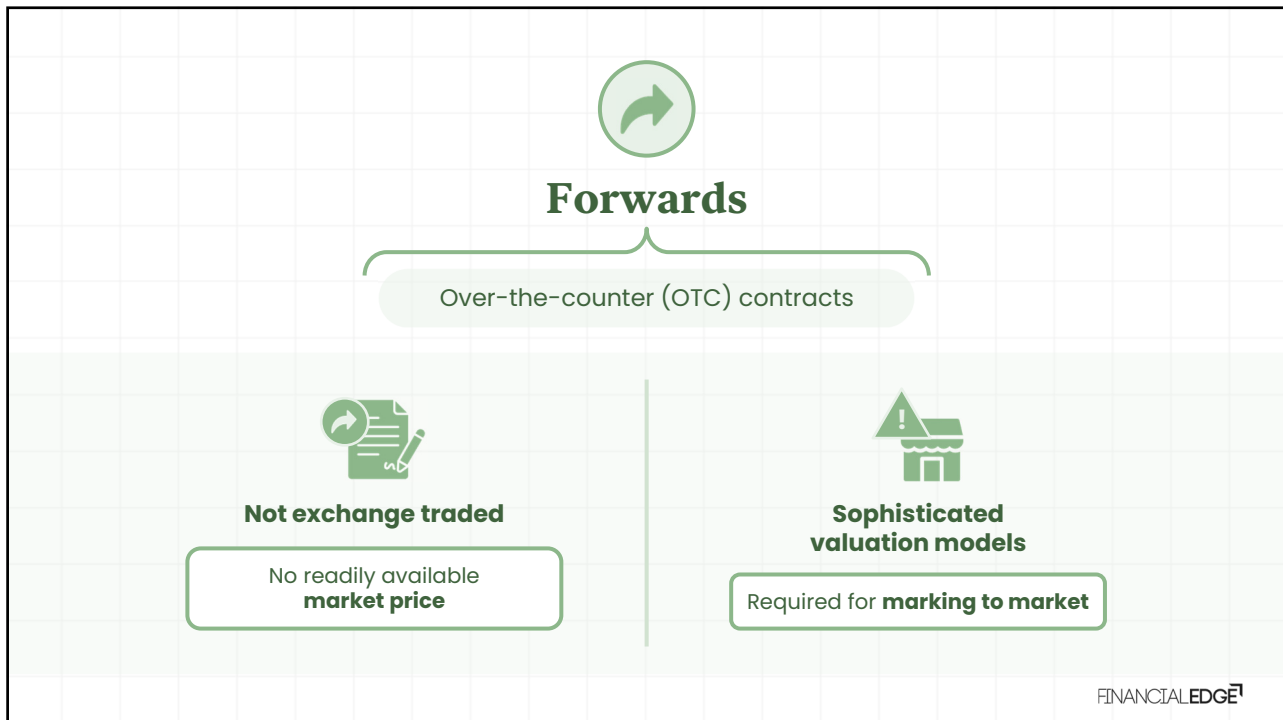 Forwards
Over-the-counter (OTC) contracts
Not exchange traded
No readily available
market price
Sophisticated
valuation models
Required for marking to market
FINANCIALEDGE